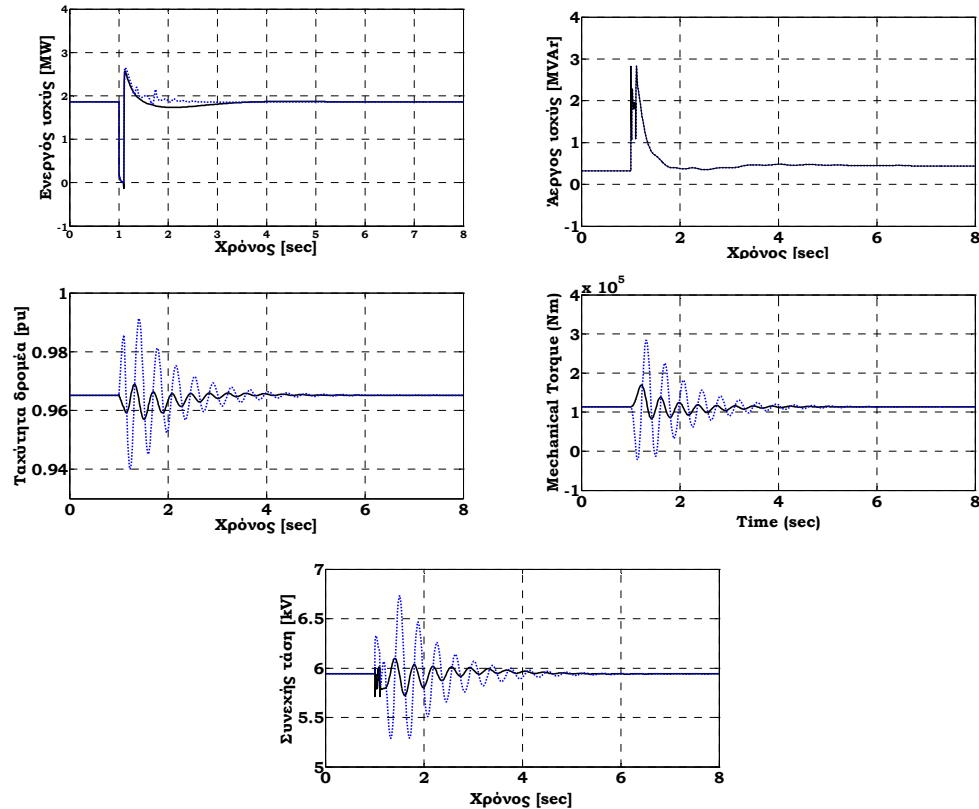 Ενεργός ισχύς [MW]
4
3
2
1
0
-1
0 1 2 3 4 5 6 7 8
Χρόνος [sec]
Άεργος ισχύς [MVAr]
4
3
2
1
0
-1
0 2 4 6 8
Χρόνος [sec]
Ταχύτητα δρομέα [pu]
1
0.98
0.96
0.94
0 2 4 6 8
Χρόνος [sec]
Mechanical Torque (Nm)
x 10^5
4
3
2
1
0
-1
0 2 4 6 8
Time (sec)
Συνεχής τάση [kV]
7
6.5
6
5.5
5
0 2 4 6 8
Χρόνος [sec]